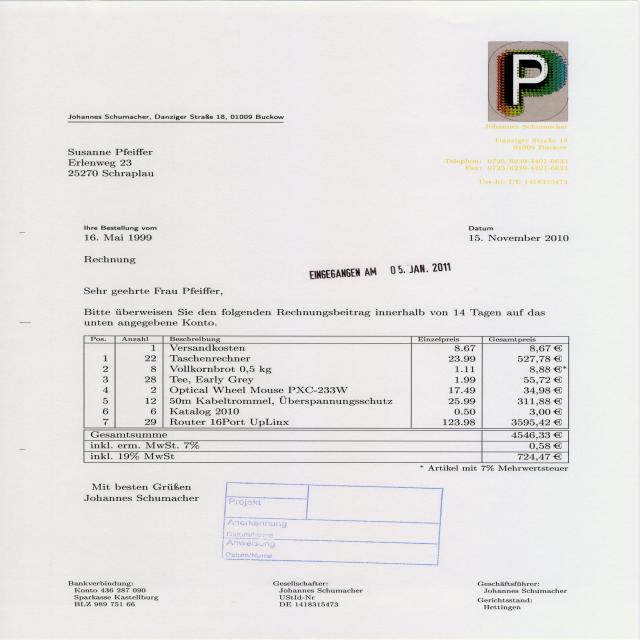 P
Johannes Schumacher
Danziger Straße 18
01009 Buckow
Johannes Schumacher, Danziger Straße 18, 01009 Buckow
Susanne Pfeiffer
Erlenweg 23
25270 Schraplau
Telephon: 0725/6239-4401-6633
Fax: 0725/6239-4401-6633
Ust-Id: DE 1418315473
Ihre Bestellung vom
16. Mai 1999
Datum
15. November 2010
Rechnung
EINGEGANGEN AM 05. JAN. 2011
Sehr geehrte Frau Pfeiffer,
Bitte überweisen Sie den folgenden Rechnungsbeitrag innerhalb von 14 Tagen auf das
unten angegebene Konto.
Pos. Anzahl Beschreibung Einzelpreis Gesamtpreis
1 Versandkosten 8.67 8,67 €
1 22 Taschenrechner 23.99 527,78 €
2 8 Vollkornbrot 0,5 kg 1.11 8,88 €*
3 28 Tee, Early Grey 1.99 55,72 €
4 2 Optical Wheel Mouse PXC-233W 17.49 34,98 €
5 12 50m Kabeltrommel, Überspannungsschutz 25.99 311,88 €
6 6 Katalog 2010 0.50 3,00 €
7 29 Router 16Port UpLinx 123.98 3595,42 €
Gesamtsumme 4546,33 €
inkl. erm. MwSt. 7% 0,58 €
inkl. 19% MwSt 724,47 €
* Artikel mit 7% Mehrwertsteuer
Mit besten Grüßen
Johannes Schumacher
Projekt
Anerkennung
Datum/Name
Anweisung
Datum/Name
Bankverbindung:
Konto 436 287 090
Sparkasse Kastellburg
BLZ 989 751 66
Gesellschafter:
Johannes Schumacher
UStId-Nr
DE 1418315473
Geschäftsführer:
Johannes Schumacher
Gerichtsstand:
Hettingen